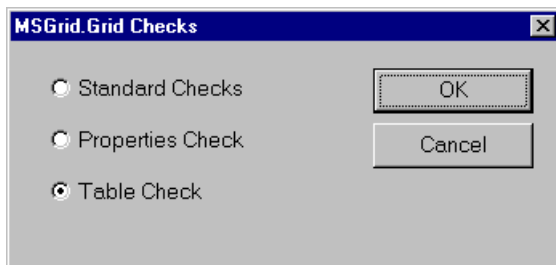 MSGrid.Grid Checks
Standard Checks
OK
Properties Check
Cancel
Table Check